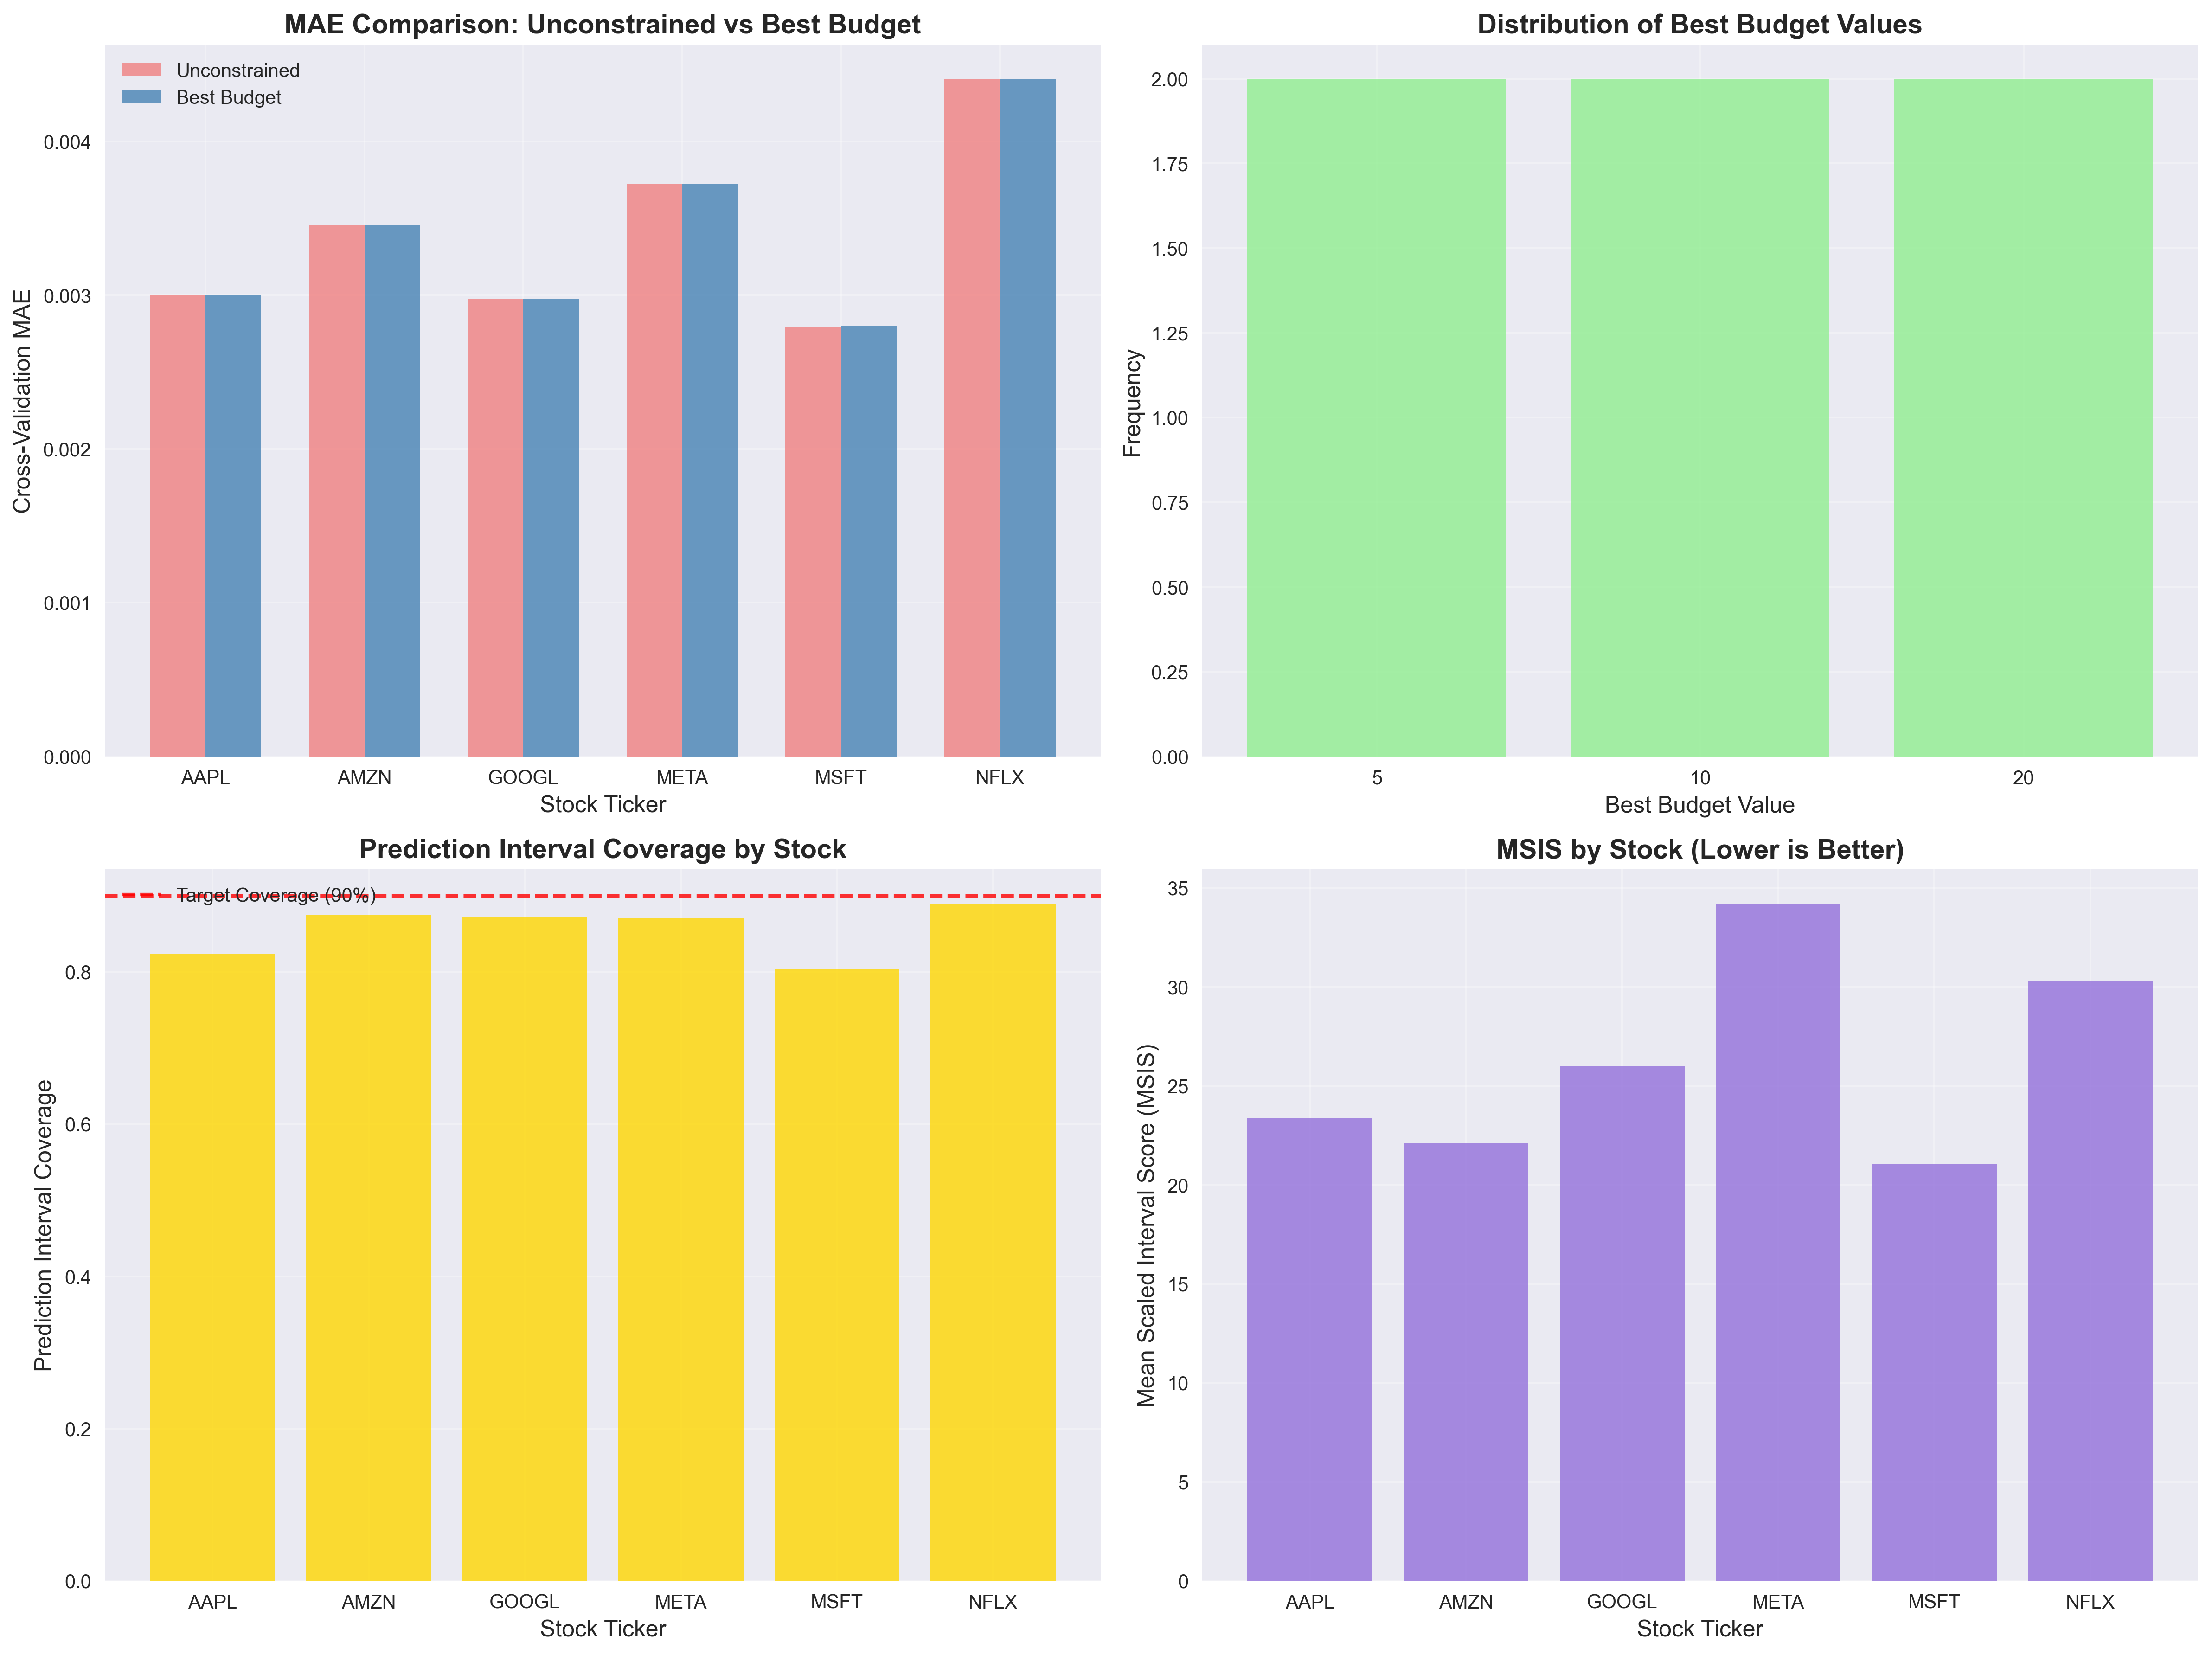 MAE Comparison: Unconstrained vs Best Budget
Unconstrained
Best Budget
Cross-Validation MAE
0.004
0.003
0.002
0.001
0.000
AAPL AMZN GOOGL META MSFT NFLX
Stock Ticker
Distribution of Best Budget Values
Frequency
2.00
1.75
1.50
1.25
1.00
0.75
0.50
0.25
0.00
5 10 20
Best Budget Value
Prediction Interval Coverage by Stock
Target Coverage (90%)
Prediction Interval Coverage
0.8
0.6
0.4
0.2
0.0
AAPL AMZN GOOGL META MSFT NFLX
Stock Ticker
MSIS by Stock (Lower is Better)
Mean Scaled Interval Score (MSIS)
35
30
25
20
15
10
5
0
AAPL AMZN GOOGL META MSFT NFLX
Stock Ticker